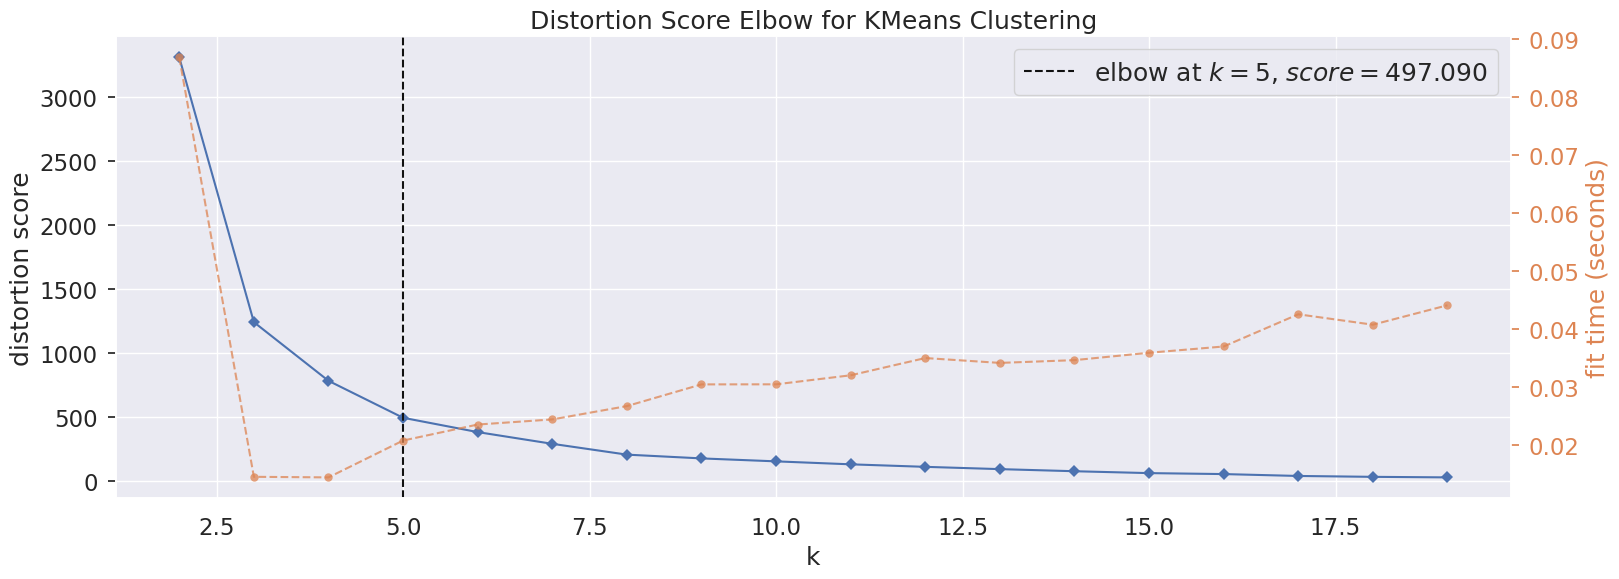 Distortion Score Elbow for KMeans Clustering
elbow at k = 5, score = 497.090
distortion score
3000
2500
2000
1500
1000
500
0
0.09
0.08
0.07
0.06
0.05
0.04
0.03
0.02
fit time (seconds)
2.5 5.0 7.5 10.0 12.5 15.0 17.5
k